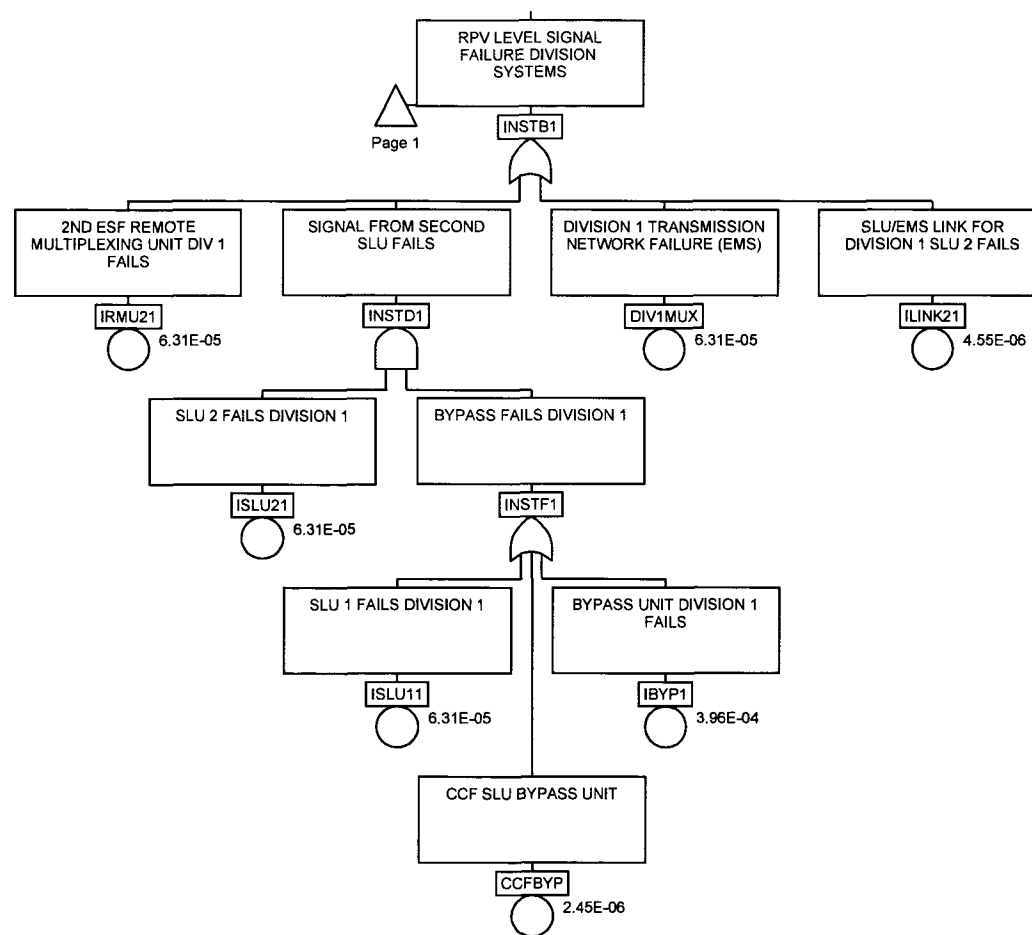 RPV LEVEL SIGNAL
FAILURE DIVISION
SYSTEMS
Page 1
INSTB1
2ND ESF REMOTE
MULTIPLEXING UNIT DIV 1
FAILS
IRMU21
6.31E-05
SIGNAL FROM SECOND
SLU FAILS
INSTD1
DIVISION 1 TRANSMISSION
NETWORK FAILURE (EMS)
DIV1MUX
6.31E-05
SLU/EMS LINK FOR
DIVISION 1 SLU 2 FAILS
ILINK21
4.55E-06
SLU 2 FAILS DIVISION 1
ISLU21
6.31E-05
BYPASS FAILS DIVISION 1
INSTF1
SLU 1 FAILS DIVISION 1
ISLU11
6.31E-05
BYPASS UNIT DIVISION 1
FAILS
IBYP1
3.96E-04
CCF SLU BYPASS UNIT
CCFBYP
2.45E-06